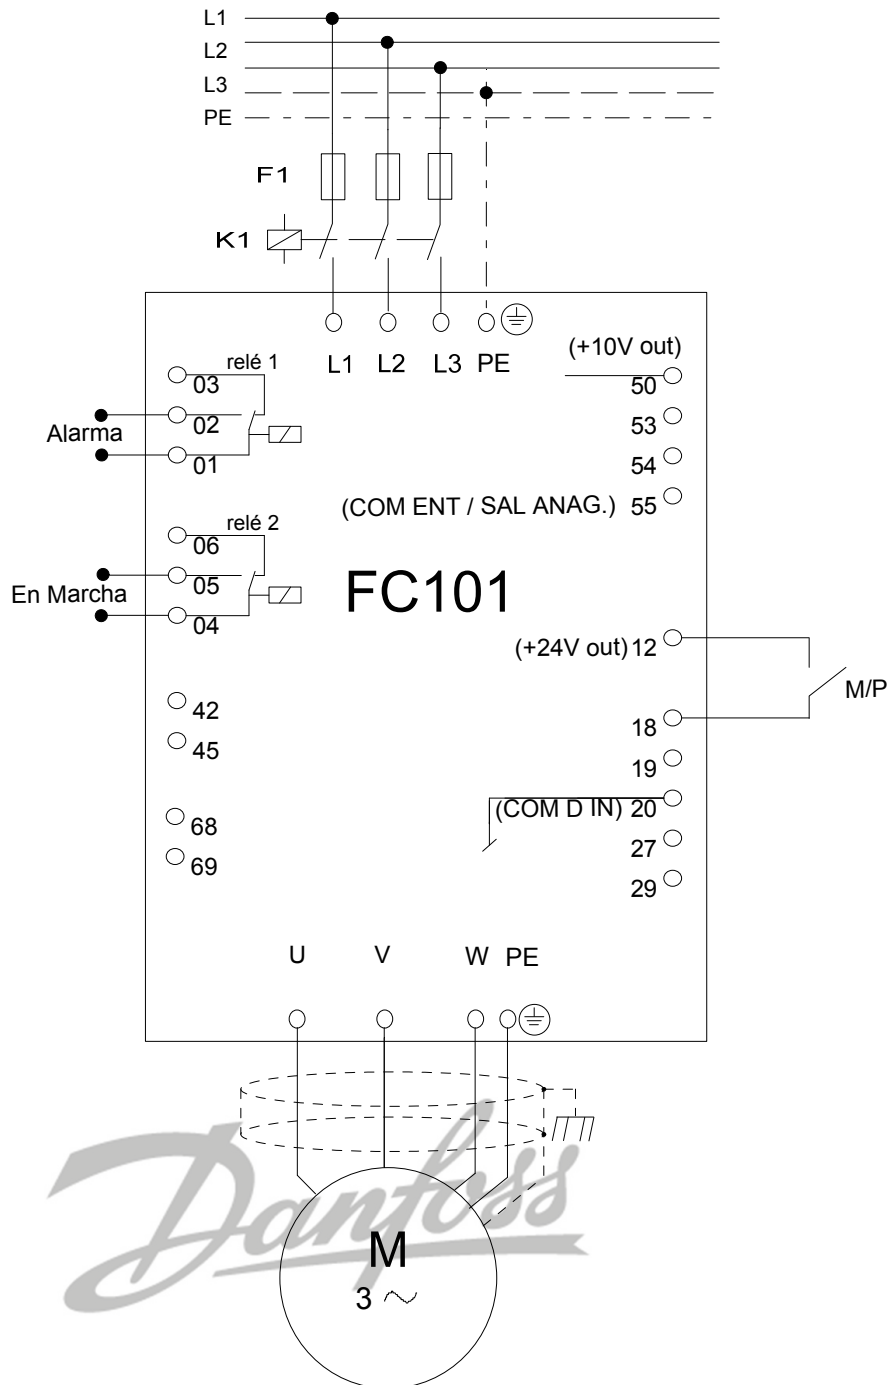 L1
L2
L3
PE
F1
K1
L1 L2 L3 PE
03 relé 1
02
Alarma
01
06 relé 2
05
En Marcha
04
42
45
68
69
FC101
(+10V out)
50
53
54
(COM ENT / SAL ANAG.) 55
(+24V out) 12
M/P
18
19
(COM D IN) 20
27
29
U V W PE
Danfoss
M
3 ~